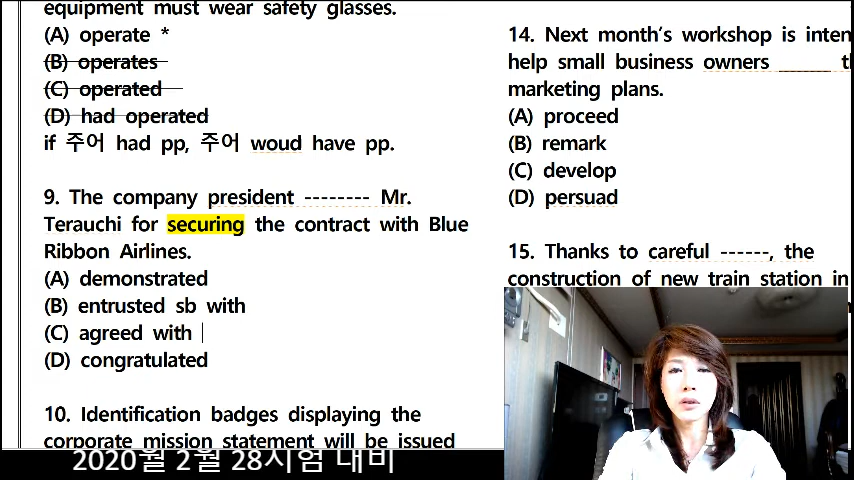 equipment must wear safety glasses.
(A) operate *
(B) operates
(C) operated
(D) had operated
if 주어 had pp, 주어 woud have pp.
9. The company president -------- Mr.
Terauchi for securing the contract with Blue
Ribbon Airlines.
(A) demonstrated
(B) entrusted sb with
(C) agreed with
(D) congratulated
10. Identification badges displaying the
corporate mission statement will be issued
14. Next month's workshop is inten
help small business owners ______ t
marketing plans.
(A) proceed
(B) remark
(C) develop
(D) persuad
15. Thanks to careful ------, the
construction of new train station in
2020월 2월 28시험 대비